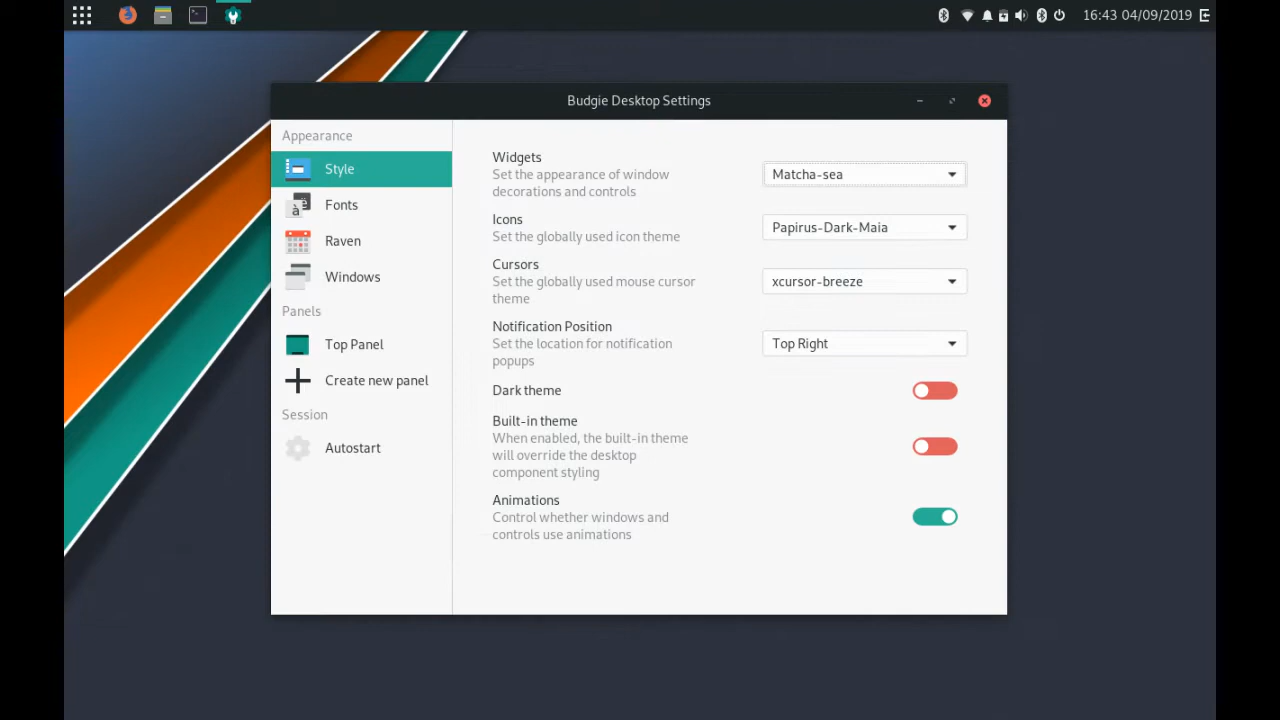 16:43 04/09/2019
Budgie Desktop Settings
Appearance
Style
Fonts
Raven
Windows
Panels
Top Panel
Create new panel
Session
Autostart
Widgets
Set the appearance of window
decorations and controls
Matcha-sea
Icons
Set the globally used icon theme
Papirus-Dark-Maia
Cursors
Set the globally used mouse cursor
theme
xcursor-breeze
Notification Position
Set the location for notification
popups
Top Right
Dark theme
Built-in theme
When enabled, the built-in theme
will override the desktop
component styling
Animations
Control whether windows and
controls use animations